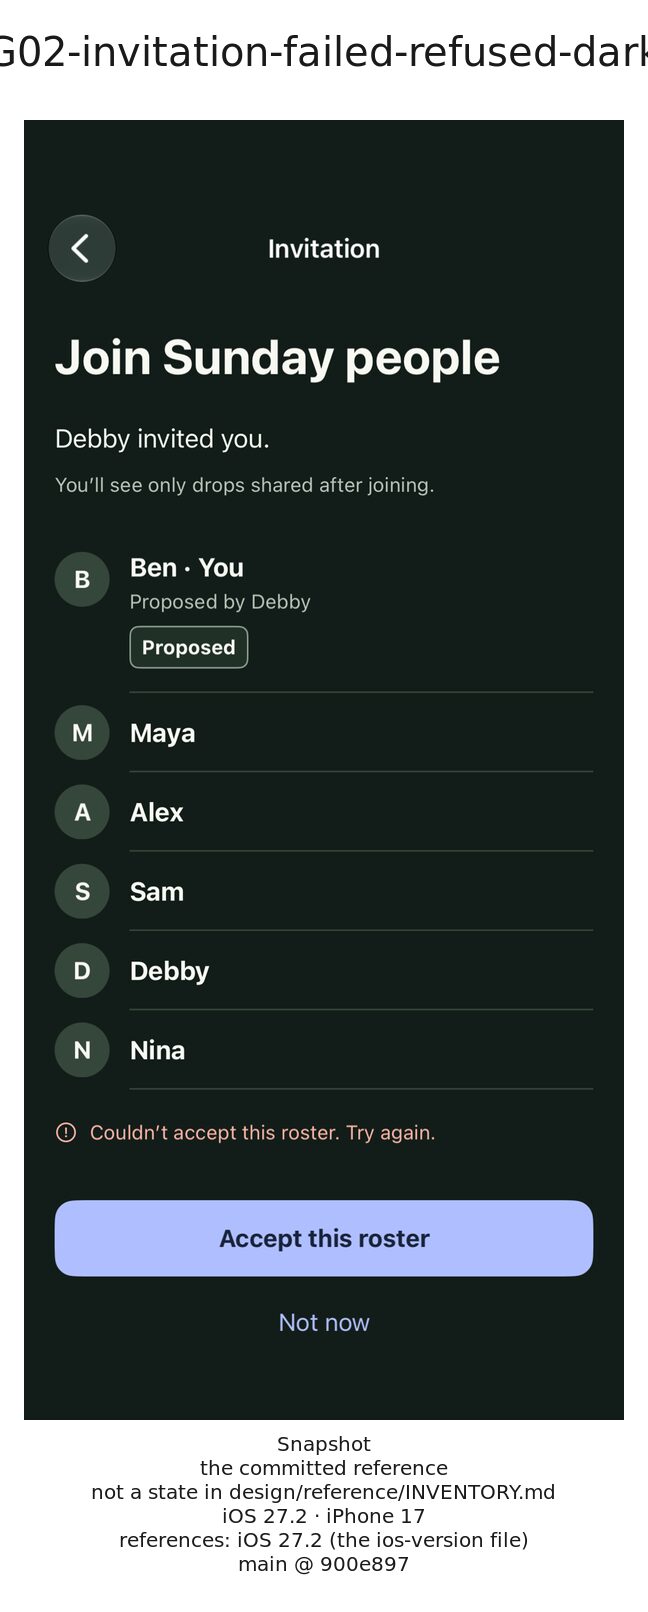 G02-invitation-failed-refused-dark
Invitation
Join Sunday people
Debby invited you.
You’ll see only drops shared after joining.
B
Ben · You
Proposed by Debby
Proposed
M
Maya
A
Alex
S
Sam
D
Debby
N
Nina
Couldn’t accept this roster. Try again.
Accept this roster
Not now
Snapshot
the committed reference
not a state in design/reference/INVENTORY.md
iOS 27.2 · iPhone 17
references: iOS 27.2 (the ios-version file)
main @ 900e897